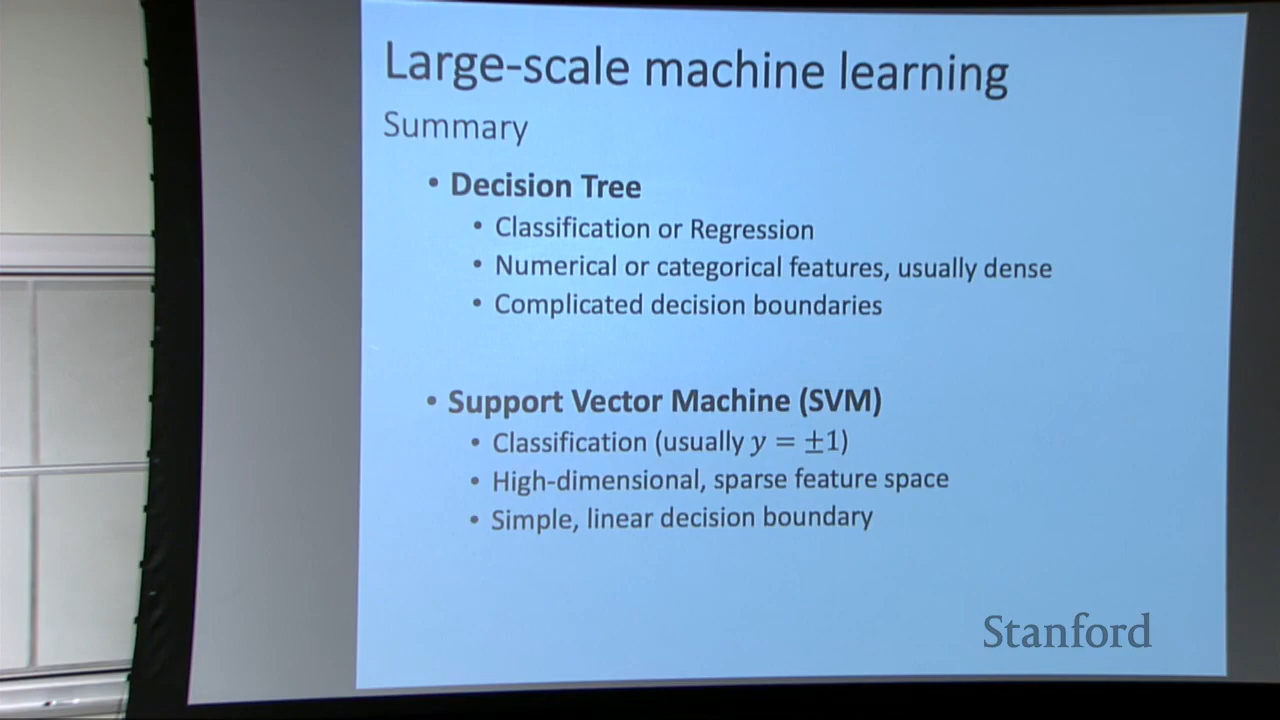 Large-scale machine learning
Summary
• Decision Tree
• Classification or Regression
• Numerical or categorical features, usually dense
• Complicated decision boundaries
• Support Vector Machine (SVM)
• Classification (usually y = ±1)
• High-dimensional, sparse feature space
• Simple, linear decision boundary
Stanford